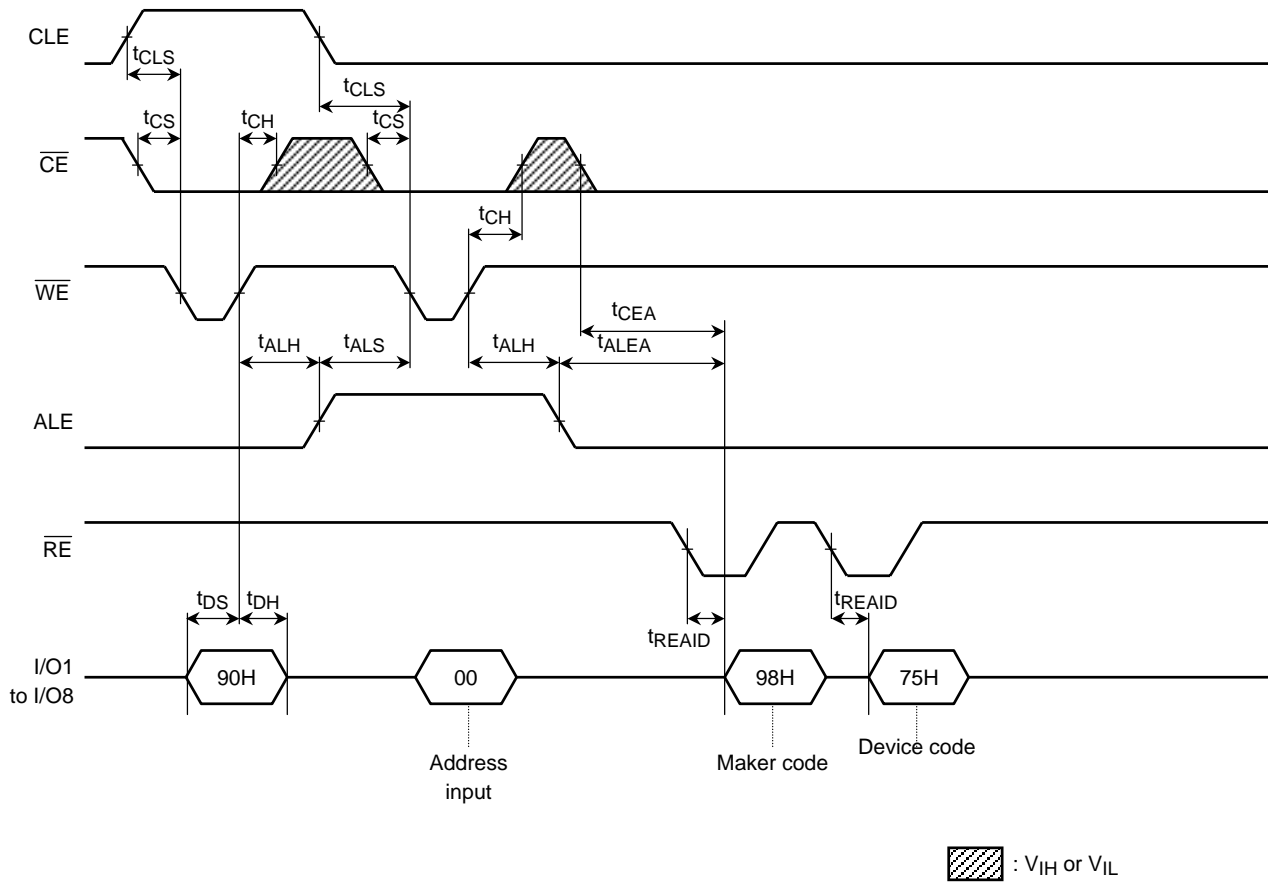 CLE
tCLS
tCLS
tCS
tCH
tCS
CE
tCH
WE
tCEA
tALH
tALS
tALH
tALEA
ALE
RE
tDS
tDH
tREAID
tREAID
I/O1
to I/O8
90H
00
98H
75H
Address
input
Maker code
Device code
: VIH or VIL